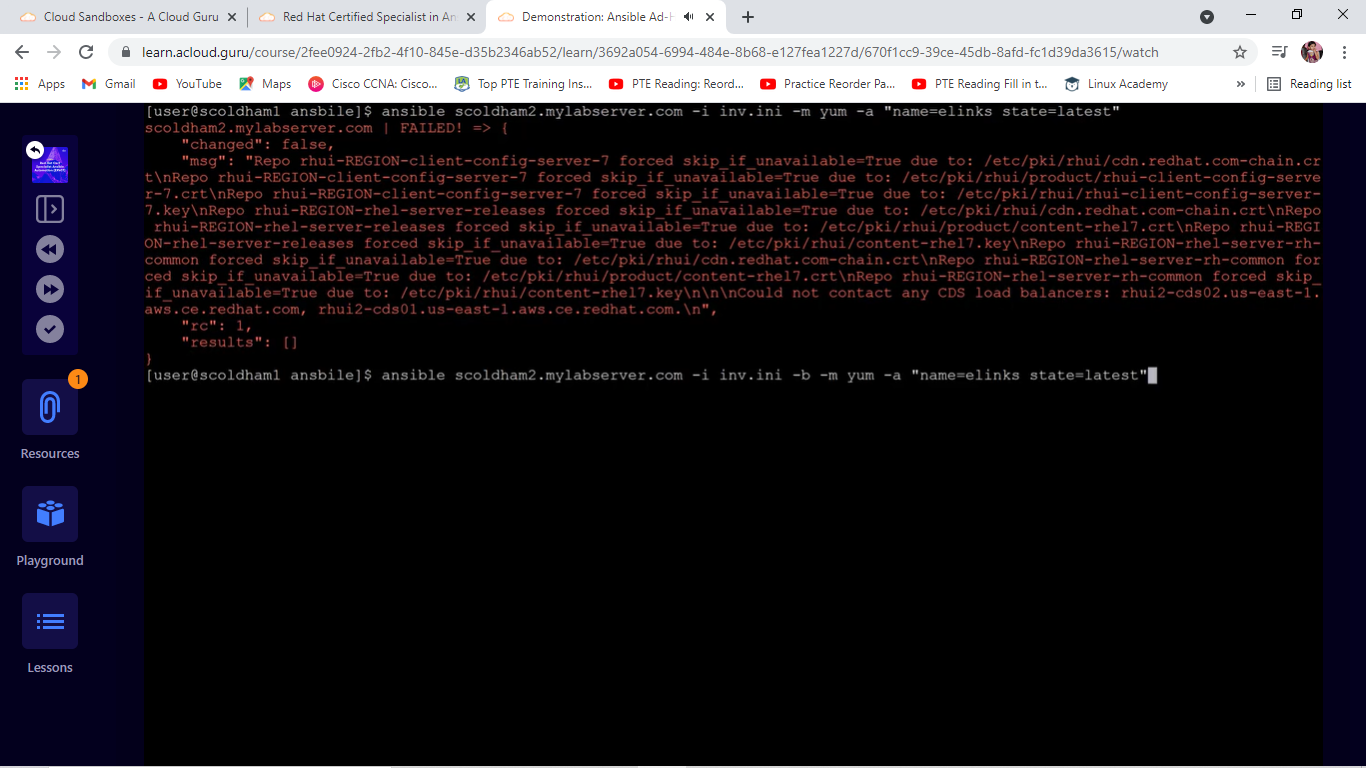 Cloud Sandboxes - A Cloud Guru
Red Hat Certified Specialist in An
Demonstration: Ansible Ad-H
learn.acloud.guru/course/2fee0924-2fb2-4f10-845e-d35b2346ab52/learn/3692a054-6994-484e-8b68-e127fea1227d/670f1cc9-39ce-45db-8afd-fc1d39da3615/watch
Apps
Gmail
YouTube
Maps
Cisco CCNA: Cisco...
Top PTE Training Ins...
PTE Reading: Reord...
Practice Reorder Pa...
PTE Reading Fill in t...
Linux Academy
»
Reading list
[user@scoldham1 ansbile]$ ansible scoldham2.mylabserver.com -i inv.ini -m yum -a "name=elinks state=latest"
scoldham2.mylabserver.com | FAILED! => {
"changed": false,
"msg": "Repo rhui-REGION-client-config-server-7 forced skip_if_unavailable=True due to: /etc/pki/rhui/cdn.redhat.com-chain.cr
t\nRepo rhui-REGION-client-config-server-7 forced skip_if_unavailable=True due to: /etc/pki/rhui/product/rhui-client-config-serve
r-7.crt\nRepo rhui-REGION-client-config-server-7 forced skip_if_unavailable=True due to: /etc/pki/rhui/rhui-client-config-server-
7.key\nRepo rhui-REGION-rhel-server-releases forced skip_if_unavailable=True due to: /etc/pki/rhui/cdn.redhat.com-chain.crt\nRepo
rhui-REGION-rhel-server-releases forced skip_if_unavailable=True due to: /etc/pki/rhui/product/content-rhel7.crt\nRepo rhui-REGI
ON-rhel-server-releases forced skip_if_unavailable=True due to: /etc/pki/rhui/content-rhel7.key\nRepo rhui-REGION-rhel-server-rh-
common forced skip_if_unavailable=True due to: /etc/pki/rhui/cdn.redhat.com-chain.crt\nRepo rhui-REGION-rhel-server-rh-common for
ced skip_if_unavailable=True due to: /etc/pki/rhui/product/content-rhel7.crt\nRepo rhui-REGION-rhel-server-rh-common forced skip_
if_unavailable=True due to: /etc/pki/rhui/content-rhel7.key\n\n\nCould not contact any CDS load balancers: rhui2-cds02.us-east-1.
aws.ce.redhat.com, rhui2-cds01.us-east-1.aws.ce.redhat.com.\n",
"rc": 1,
"results": []
}
[user@scoldham1 ansbile]$ ansible scoldham2.mylabserver.com -i inv.ini -b -m yum -a "name=elinks state=latest"
1
Resources
Playground
Lessons